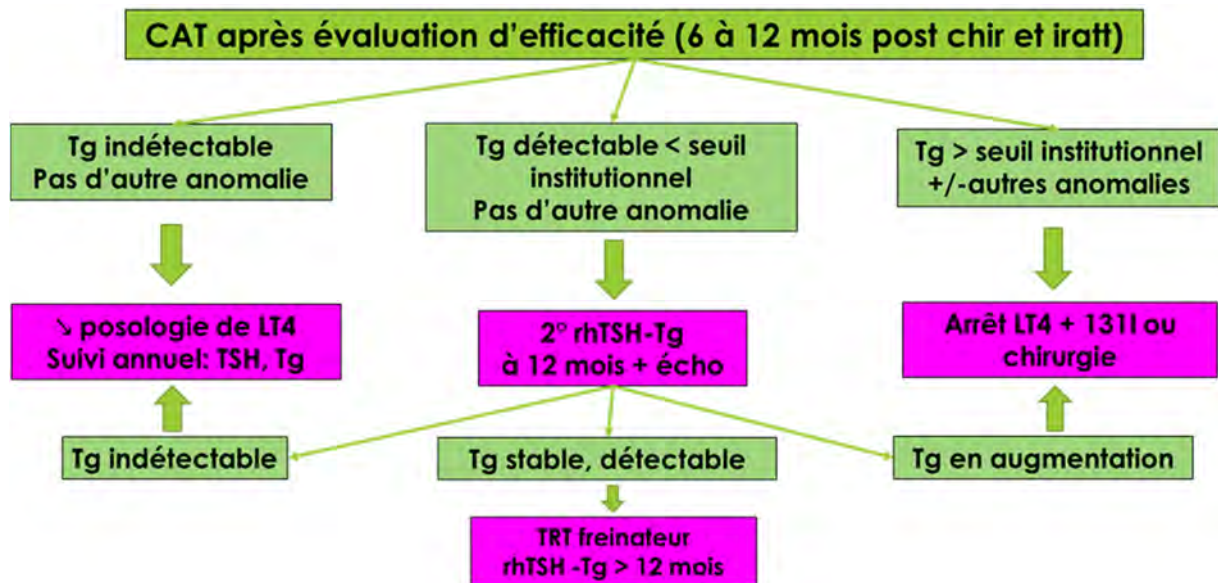 CAT après évaluation d'efficacité (6 à 12 mois post chir et iratt)
Tg indétectable
Pas d'autre anomalie
Tg détectable < seuil
institutionnel
Pas d'autre anomalie
Tg > seuil institutionnel
+/-autres anomalies
↘ posologie de LT4
Suivi annuel: TSH, Tg
2° rhTSH-Tg
à 12 mois + écho
Arrêt LT4 + 131I ou
chirurgie
Tg indétectable
Tg stable, détectable
Tg en augmentation
TRT freinateur
rhTSH -Tg > 12 mois